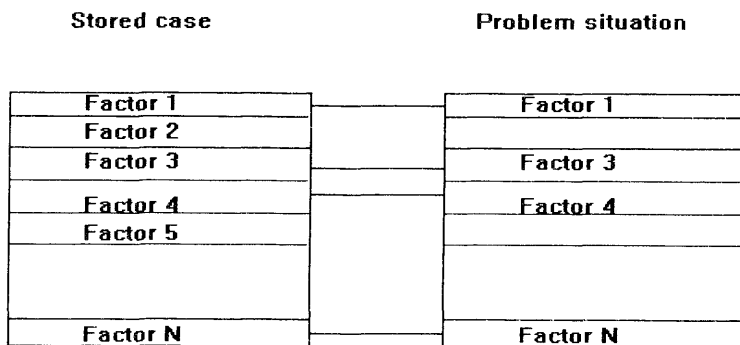 Stored case Problem situation
Factor 1 Factor 1
Factor 2
Factor 3 Factor 3
Factor 4 Factor 4
Factor 5
Factor N Factor N